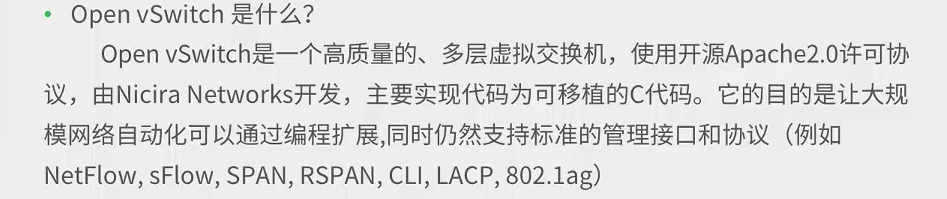 • Open vSwitch 是什么？
Open vSwitch是一个高质量的、多层虚拟交换机，使用开源Apache2.0许可协
议，由Nicira Networks开发，主要实现代码为可移植的C代码。它的目的是让大规
模网络自动化可以通过编程扩展,同时仍然支持标准的管理接口和协议（例如
NetFlow, sFlow, SPAN, RSPAN, CLI, LACP, 802.1ag）